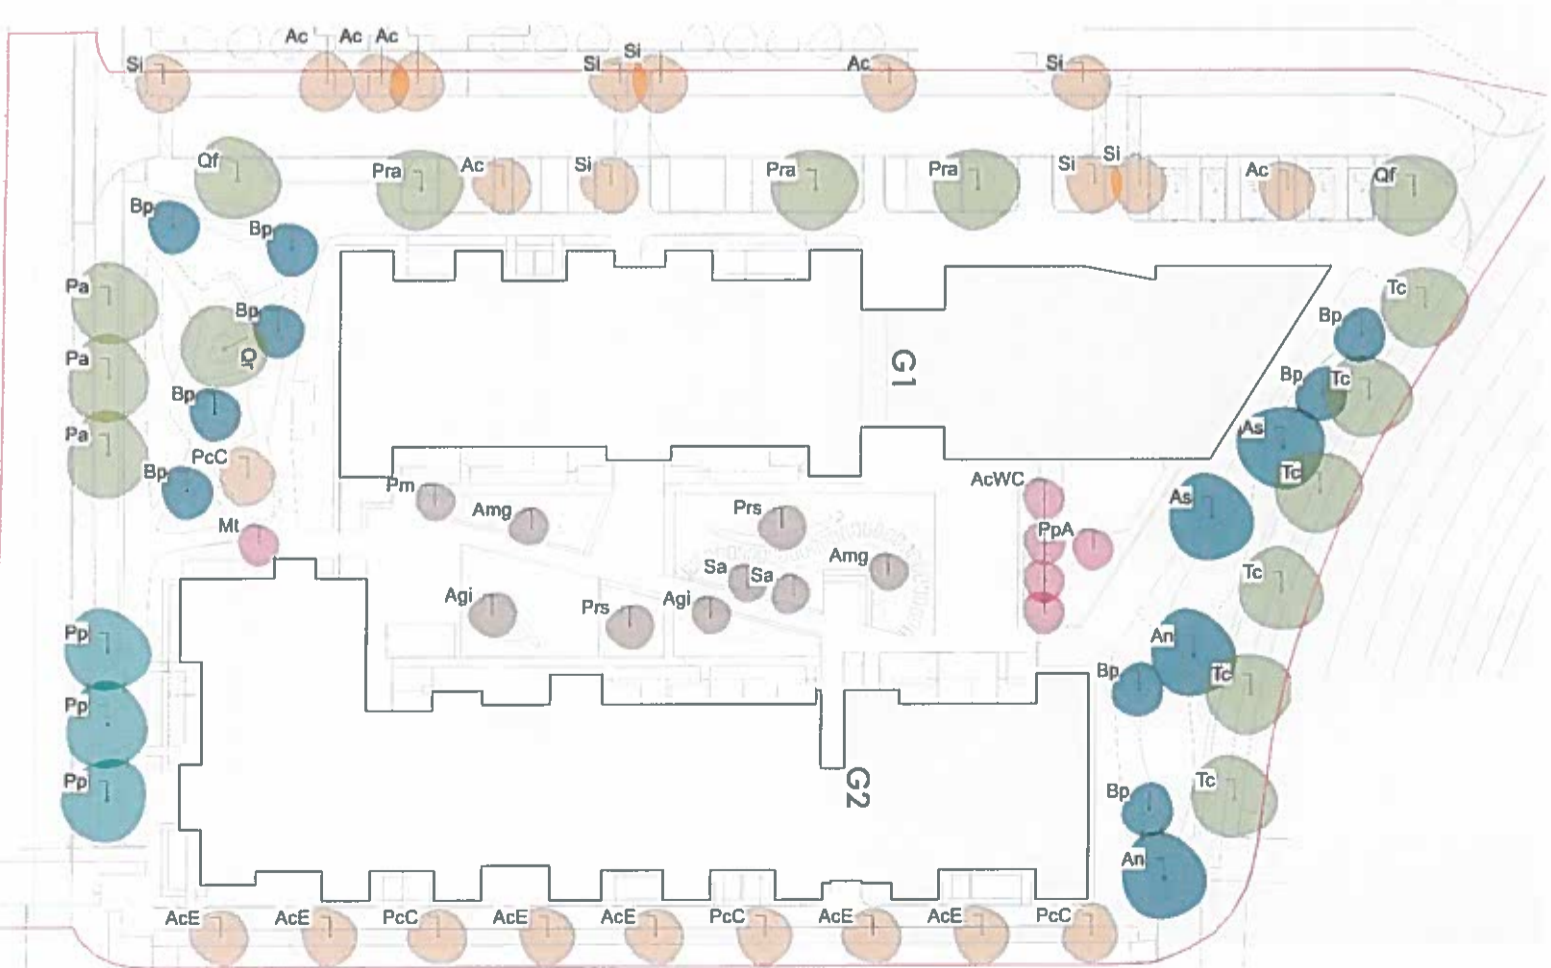 Ac Ac Ac
Si Si Si Ac Si
Qf Pra Ac Si Pra Pra Si Si Ac Qf
Bp
Bp
Pa Tc
Bp Bp
Qr
Pa G1 Bp Tc
Bp
Pa As
PcC Tc
Bp Pm AcWC As
Mt Amg Prs PpA
Amg
Sa Sa Tc
Agi Prs Agi
Pp An
Bp Tc
Pp
Pp G2 Bp Tc
An
AcE AcE PcC AcE AcE PcC AcE AcE PcC